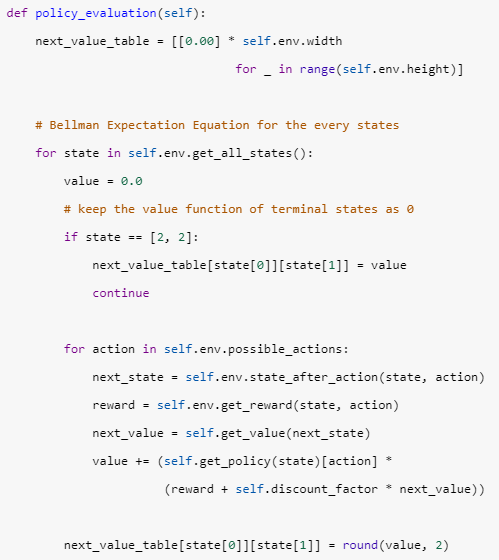 def policy_evaluation(self):
    next_value_table = [[0.00] * self.env.width
                                for _ in range(self.env.height)]
    # Bellman Expectation Equation for the every states
    for state in self.env.get_all_states():
        value = 0.0
        # keep the value function of terminal states as 0
        if state == [2, 2]:
            next_value_table[state[0]][state[1]] = value
            continue
        for action in self.env.possible_actions:
            next_state = self.env.state_after_action(state, action)
            reward = self.env.get_reward(state, action)
            next_value = self.get_value(next_state)
            value += (self.get_policy(state)[action] *
                      (reward + self.discount_factor * next_value))
        next_value_table[state[0]][state[1]] = round(value, 2)